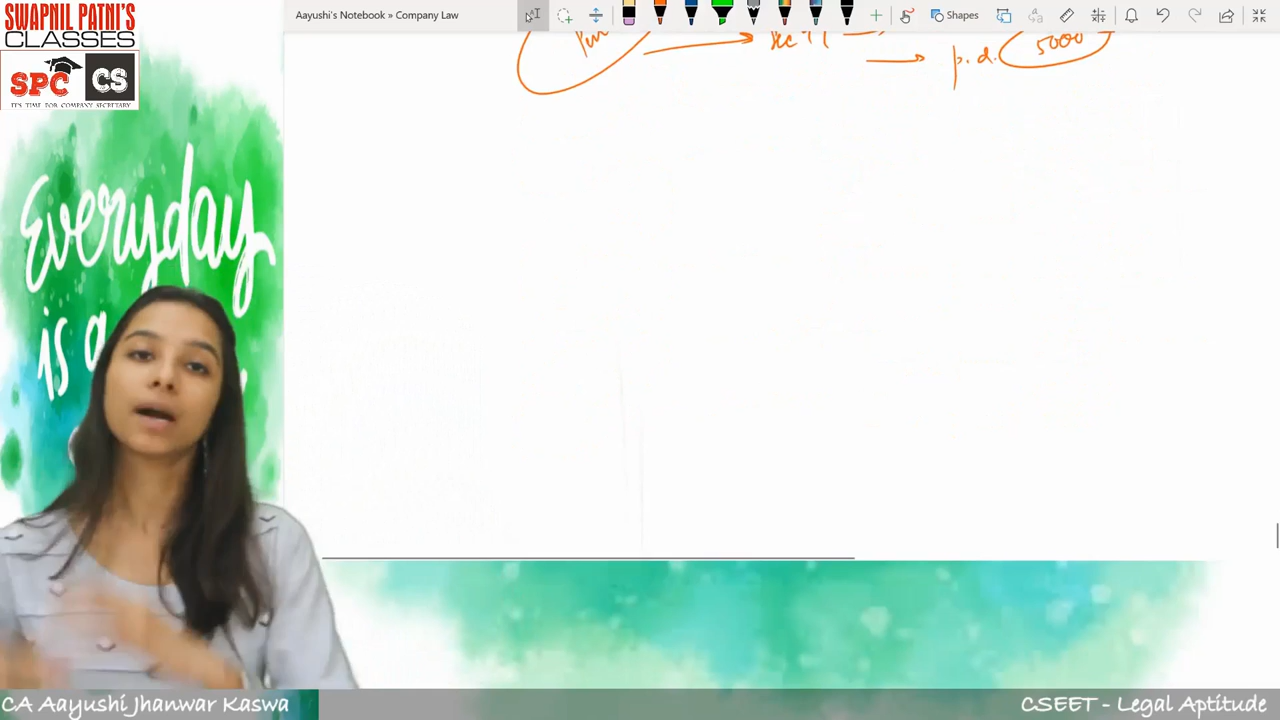 SWAPNIL PATNI'S
CLASSES
SPC CS
IT'S TIME FOR COMPANY SECRETARY
Aayushi's Notebook » Company Law
Shapes
p.d. 5000
Everyday
is a
CA Aayushi Jhanwar Kaswa
CSEET - Legal Aptitude